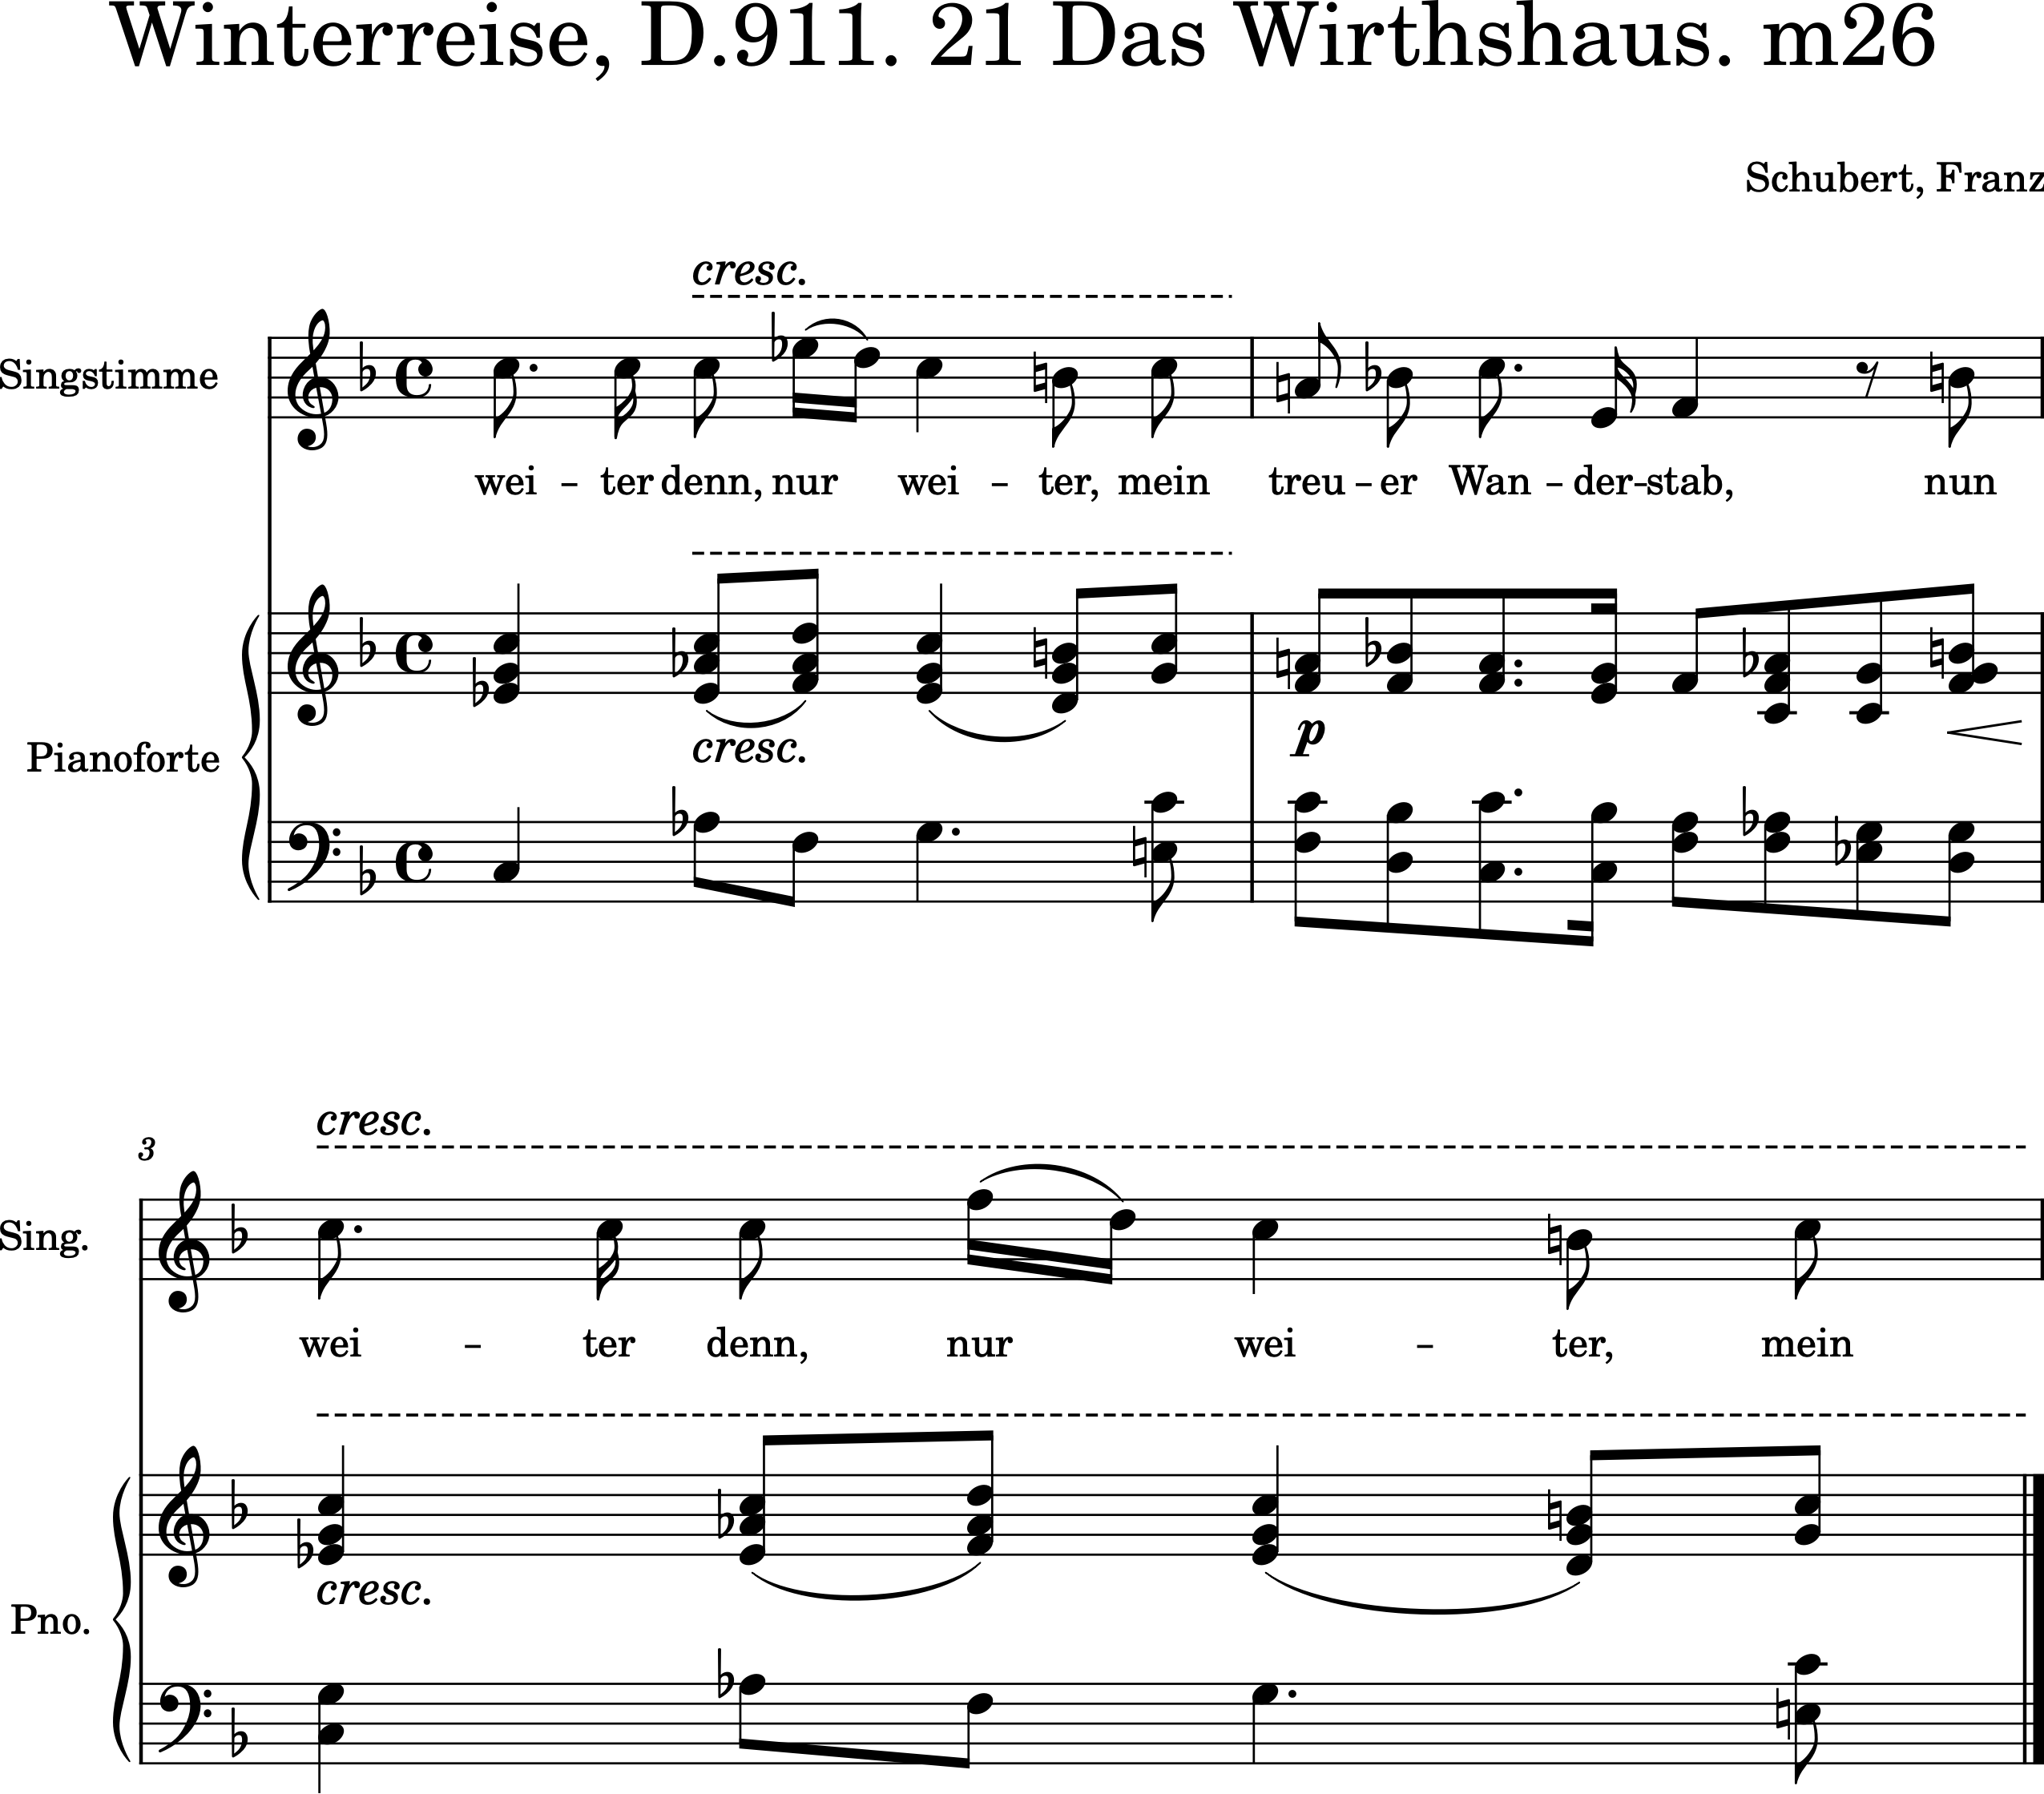 Winterreise, D.911. 21 Das Wirthshaus. m26
Schubert, Franz
cresc.
Singstimme
wei – ter denn, nur wei – ter, mein treu – er Wan – der–stab, nun
Pianoforte
p
cresc.
3
cresc.
Sing.
wei – ter denn, nur wei – ter, mein
cresc.
Pno.